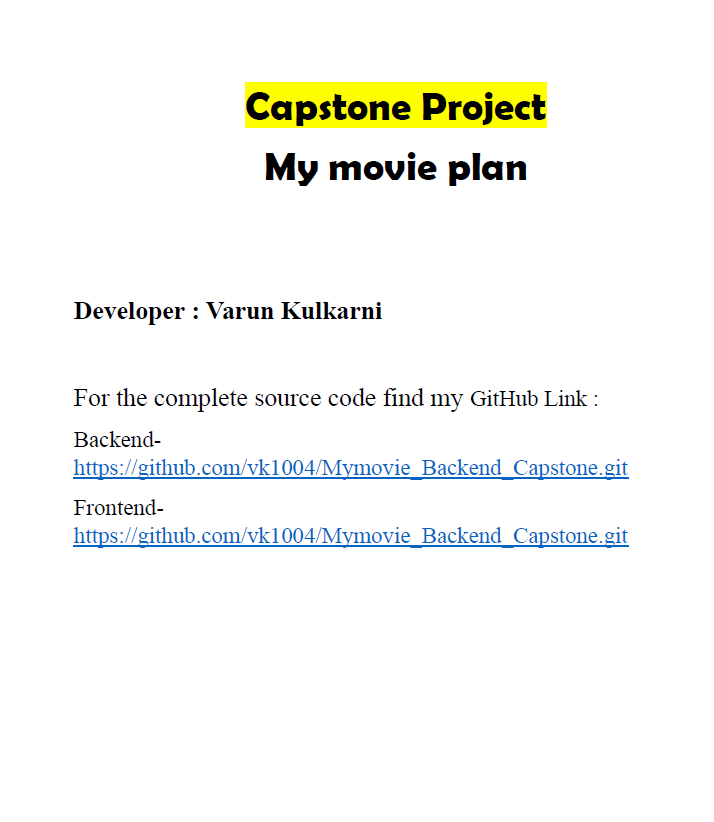 Capstone Project
My movie plan
Developer : Varun Kulkarni
For the complete source code find my GitHub Link :
Backend-
https://github.com/vk1004/Mymovie_Backend_Capstone.git
Frontend-
https://github.com/vk1004/Mymovie_Backend_Capstone.git